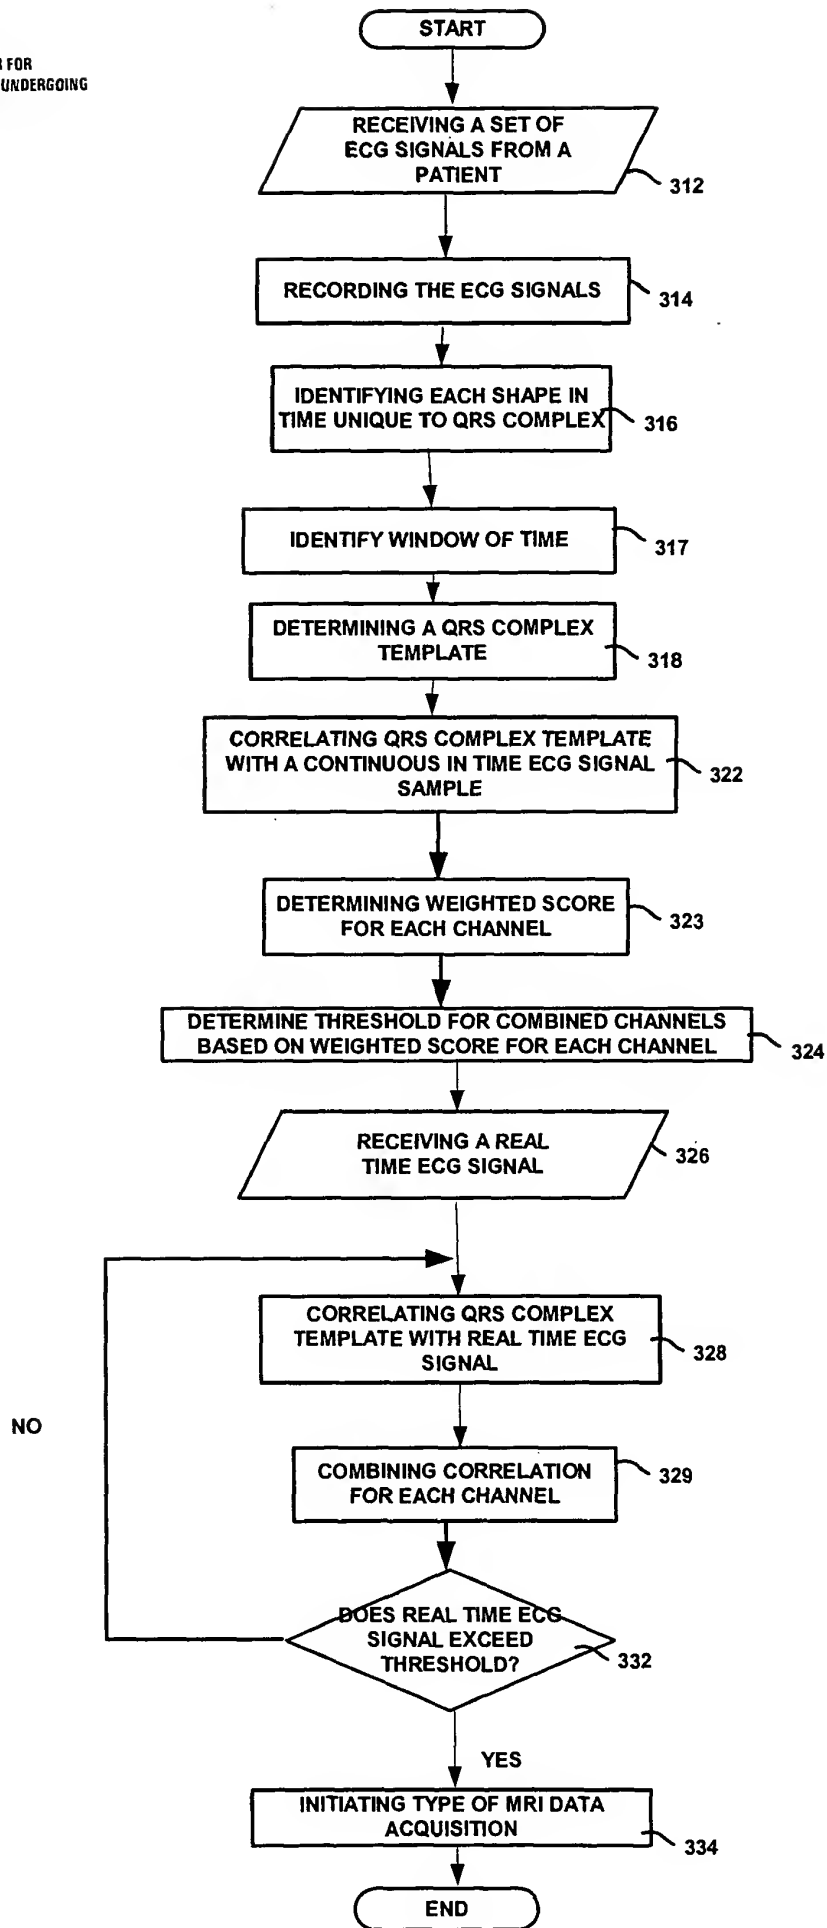 START
FOR
UNDERGOING
RECEIVING A SET OF
ECG SIGNALS FROM A
PATIENT
312
RECORDING THE ECG SIGNALS
314
IDENTIFYING EACH SHAPE IN
TIME UNIQUE TO QRS COMPLEX
316
IDENTIFY WINDOW OF TIME
317
DETERMINING A QRS COMPLEX
TEMPLATE
318
CORRELATING QRS COMPLEX TEMPLATE
WITH A CONTINUOUS IN TIME ECG SIGNAL
SAMPLE
322
DETERMINING WEIGHTED SCORE
FOR EACH CHANNEL
323
DETERMINE THRESHOLD FOR COMBINED CHANNELS
BASED ON WEIGHTED SCORE FOR EACH CHANNEL
324
RECEIVING A REAL
TIME ECG SIGNAL
326
CORRELATING QRS COMPLEX
TEMPLATE WITH REAL TIME ECG
SIGNAL
328
NO
COMBINING CORRELATION
FOR EACH CHANNEL
329
DOES REAL TIME ECG
SIGNAL EXCEED
THRESHOLD?
332
YES
INITIATING TYPE OF MRI DATA
ACQUISITION
334
END